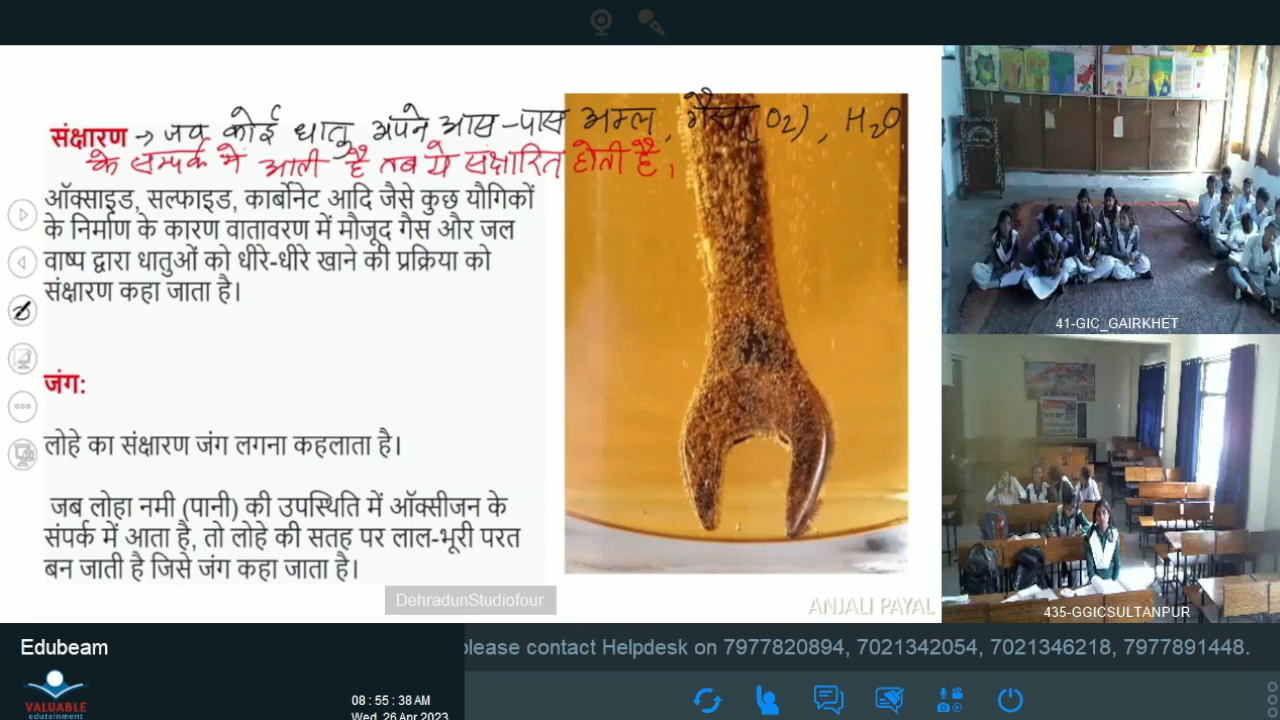 संक्षारण → जब कोई धातु अपने आस-पास अम्ल, गैस (O₂), H₂O
के सम्पर्क में आती है तब ये संक्षारित होती है।
ऑक्साइड, सल्फाइड, कार्बोनेट आदि जैसे कुछ यौगिकों
के निर्माण के कारण वातावरण में मौजूद गैस और जल
वाष्प द्वारा धातुओं को धीरे-धीरे खाने की प्रक्रिया को
संक्षारण कहा जाता है।
जंग:
लोहे का संक्षारण जंग लगना कहलाता है।
जब लोहा नमी (पानी) की उपस्थिति में ऑक्सीजन के
संपर्क में आता है, तो लोहे की सतह पर लाल-भूरी परत
बन जाती है जिसे जंग कहा जाता है।
DehradunStudiofour
ANJALI PAYAL
41-GIC_GAIRKHET
435-GGICSULTANPUR
Edubeam
please contact Helpdesk on 7977820894, 7021342054, 7021346218, 7977891448.
VALUABLE
edutainment
08 : 55 : 38 AM
Wed, 26 Apr 2023